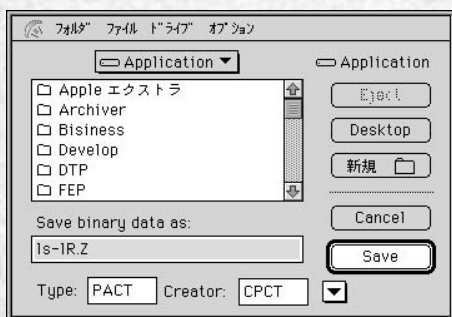 ﾌｫﾙﾀﾞ ﾌｧｲﾙ ﾄﾞﾗｲﾌﾞ ｵﾌﾟｼｮﾝ
Application ▼
Application
Apple エクストラ
Archiver
Bisiness
Develop
DTP
FEP
Eject
Desktop
新規
Save binary data as:
ls-lR.Z
Cancel
Save
Type: PACT Creator: CPCT